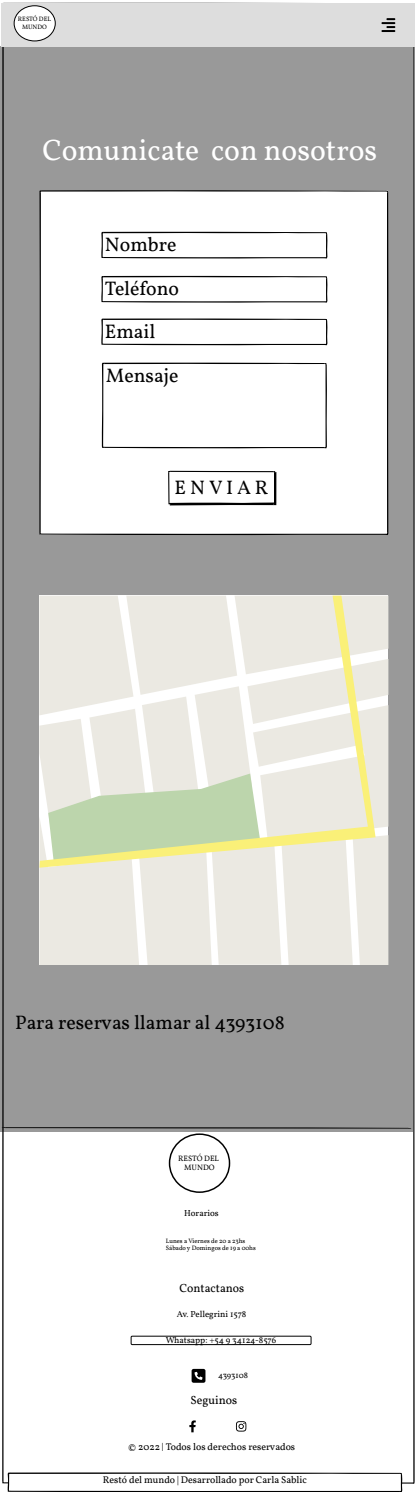 RESTÓ DEL
MUNDO
Comunicate con nosotros
Nombre
Teléfono
Email
Mensaje
ENVIAR
Para reservas llamar al 4393108
RESTÓ DEL
MUNDO
Horarios
Lunes a Viernes de 20 a 23hs
Sábado y Domingos de 19 a 00hs
Contactanos
Av. Pellegrini 1578
Whatsapp: +54 9 34124-8576
4393108
Seguinos
© 2022 | Todos los derechos reservados
Restó del mundo | Desarrollado por Carla Sablic